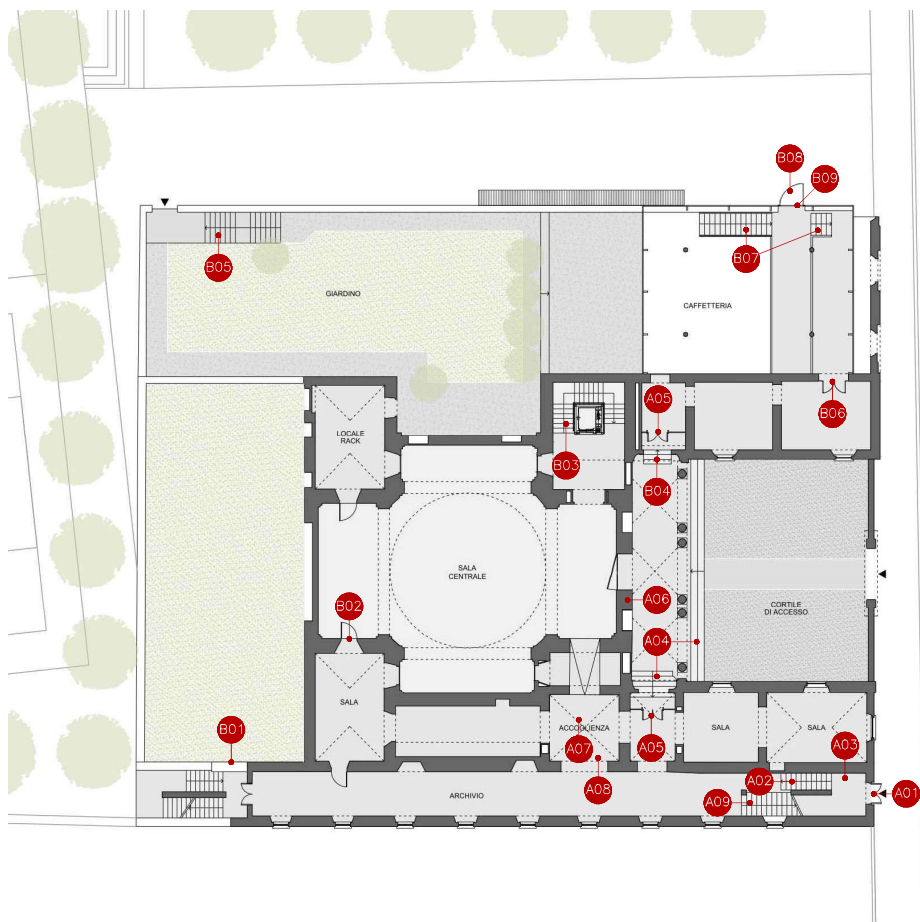 B08
B09
B05
B07
GIARDINO
CAFFETTERIA
A05
B06
LOCALE
RACK
B03
B04
SALA
CENTRALE
B02
A06
CORTILE
DI ACCESSO
A04
SALA
ACCOGLIENZA
A05
SALA
SALA
B01
A07
A03
A08
A02
ARCHIVIO
A09
A01